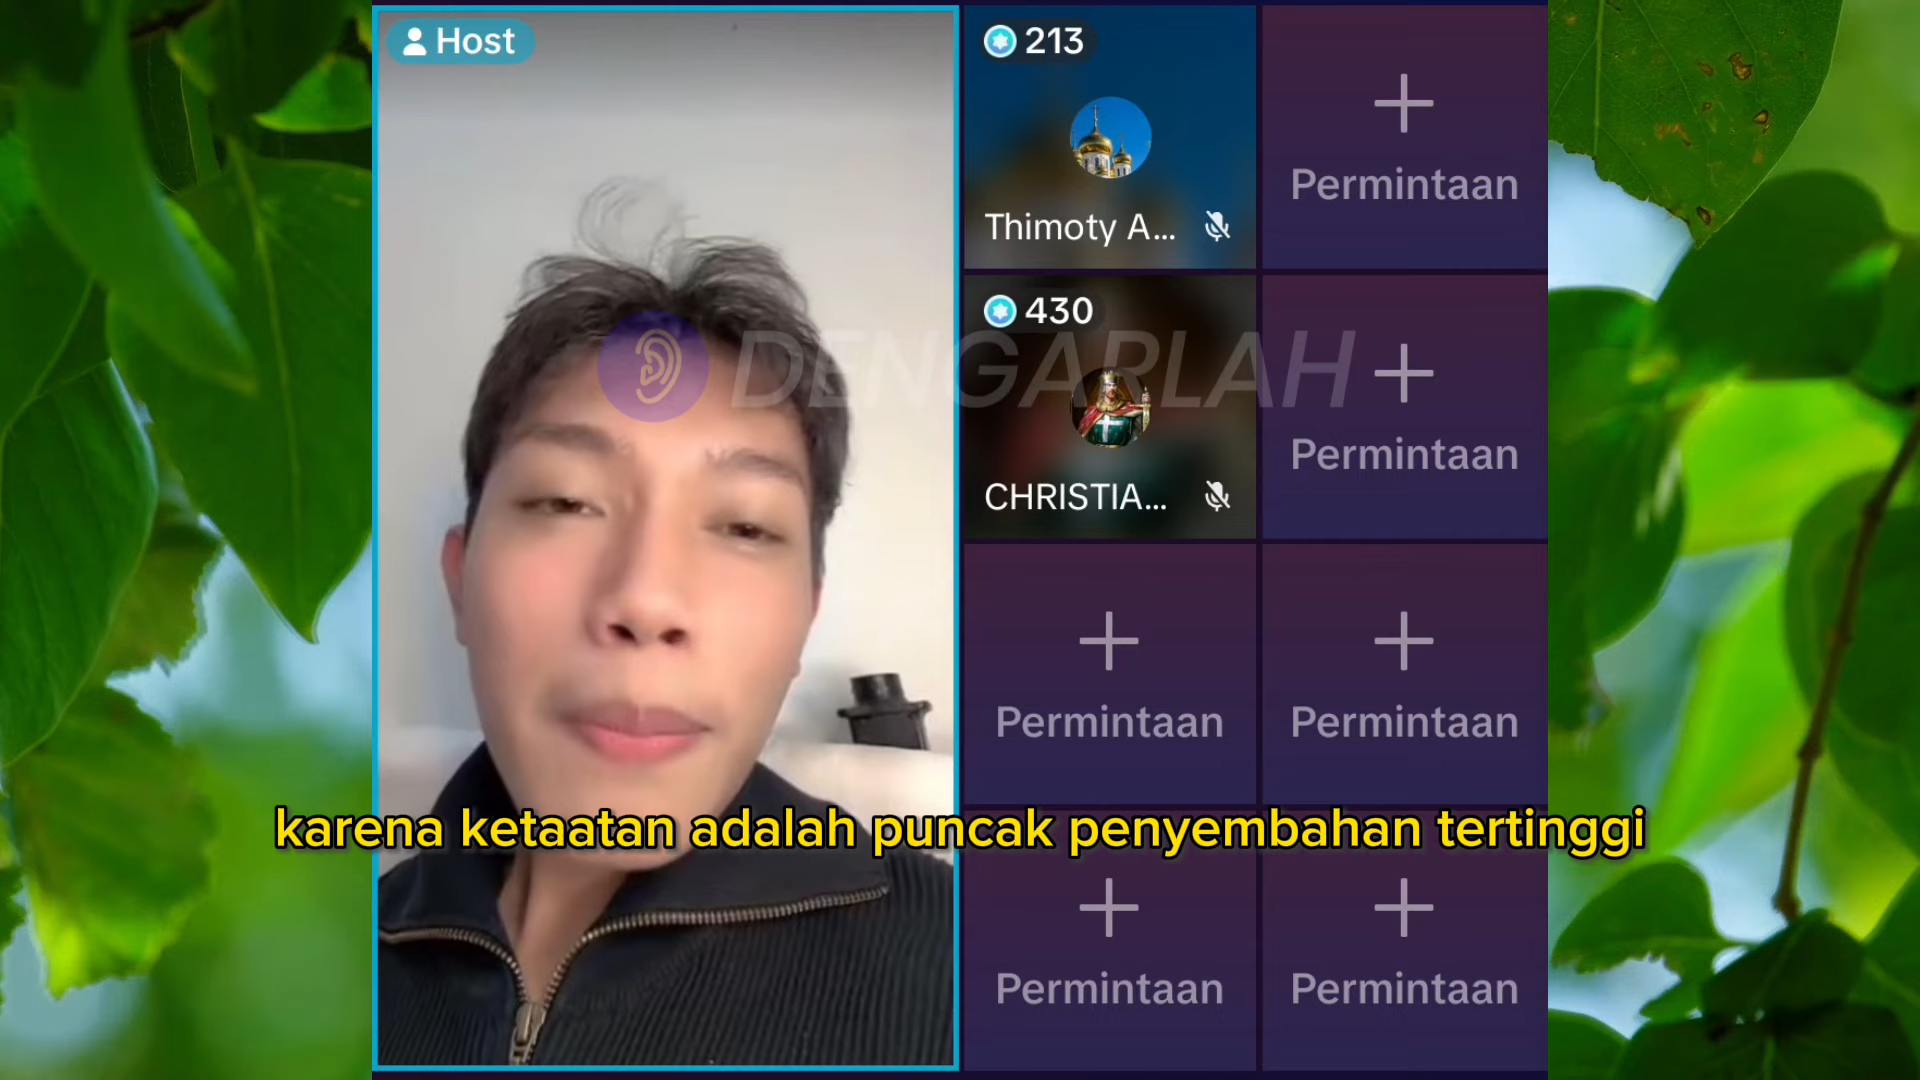 Host
213
Thimoty A...
Permintaan
430
CHRISTIA...
Permintaan
DENGARLAH
Permintaan
Permintaan
karena ketaatan adalah puncak penyembahan tertinggi
Permintaan
Permintaan